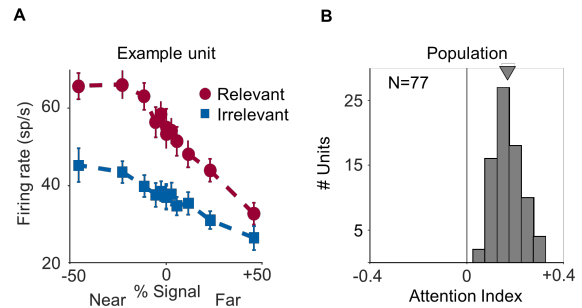 A
Example unit
Firing rate (sp/s)
60
40
20
Relevant
Irrelevant
-50
0
+50
Near
% Signal
Far
B
Population
N=77
# Units
25
15
5
-0.4
0
+0.4
Attention Index